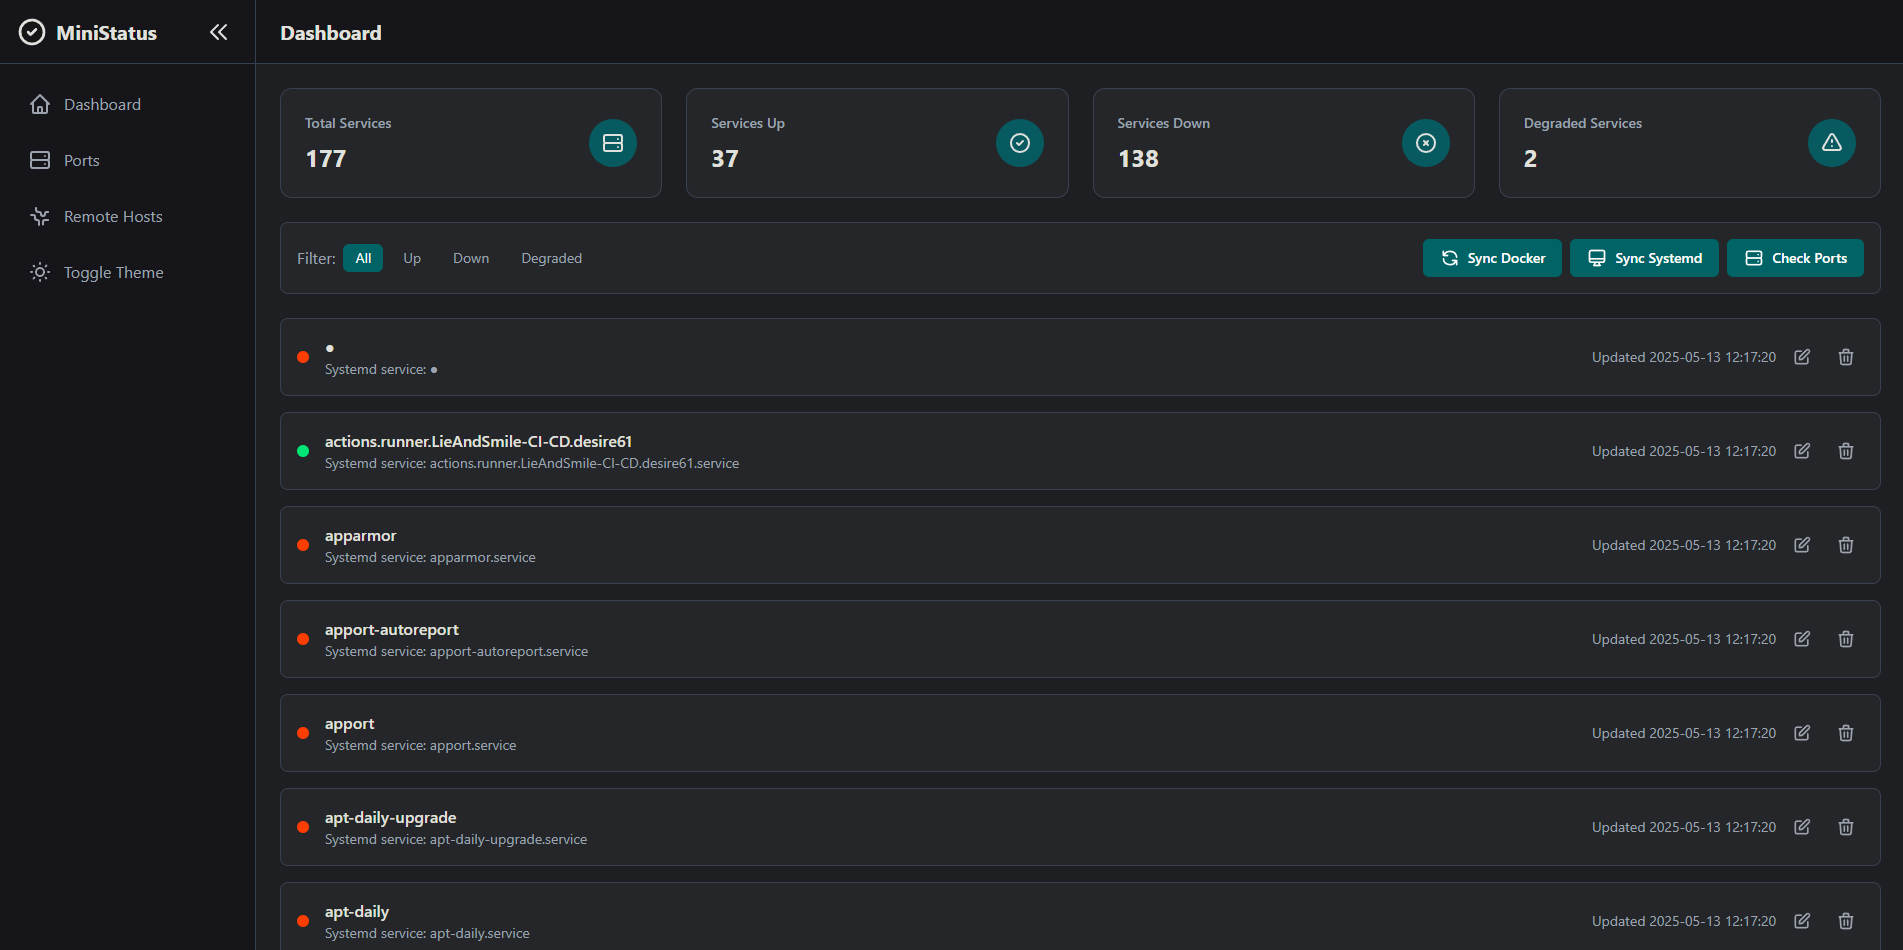 MiniStatus
Dashboard
Dashboard
Ports
Remote Hosts
Toggle Theme
Total Services
177
Services Up
37
Services Down
138
Degraded Services
2
Filter: All Up Down Degraded
Sync Docker Sync Systemd Check Ports
●
Systemd service: ●
Updated 2025-05-13 12:17:20
actions.runner.LieAndSmile-CI-CD.desire61
Systemd service: actions.runner.LieAndSmile-CI-CD.desire61.service
Updated 2025-05-13 12:17:20
apparmor
Systemd service: apparmor.service
Updated 2025-05-13 12:17:20
apport-autoreport
Systemd service: apport-autoreport.service
Updated 2025-05-13 12:17:20
apport
Systemd service: apport.service
Updated 2025-05-13 12:17:20
apt-daily-upgrade
Systemd service: apt-daily-upgrade.service
Updated 2025-05-13 12:17:20
apt-daily
Systemd service: apt-daily.service
Updated 2025-05-13 12:17:20